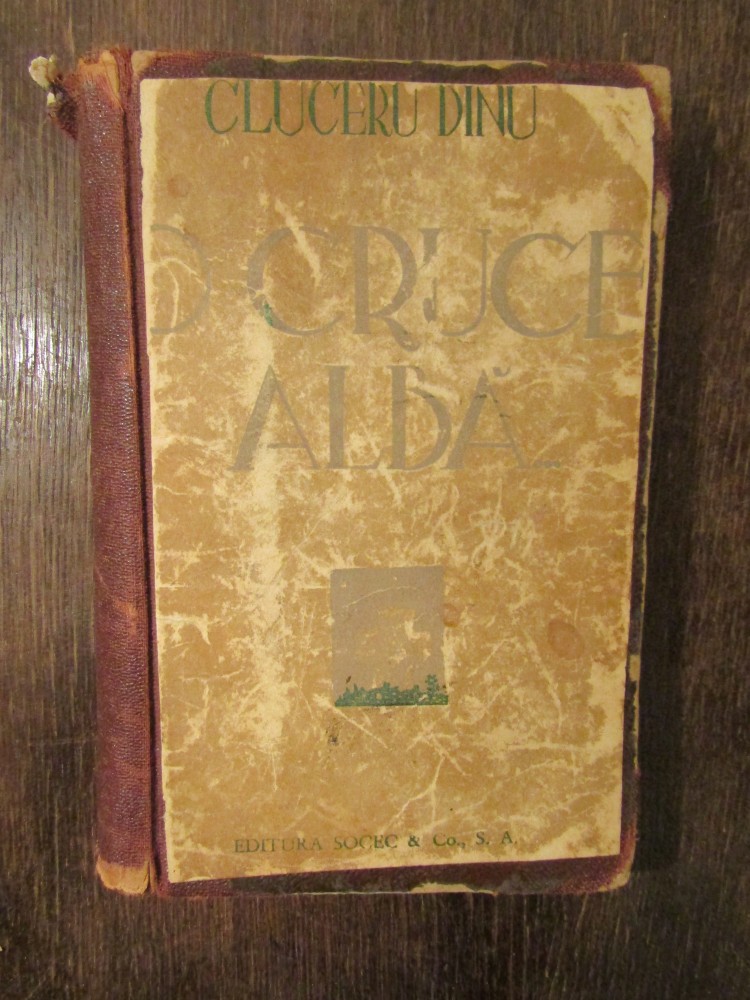 CLUCERU DINU
O CRUCE
ALBĂ...
EDITURA SOCEC & Co., S. A.